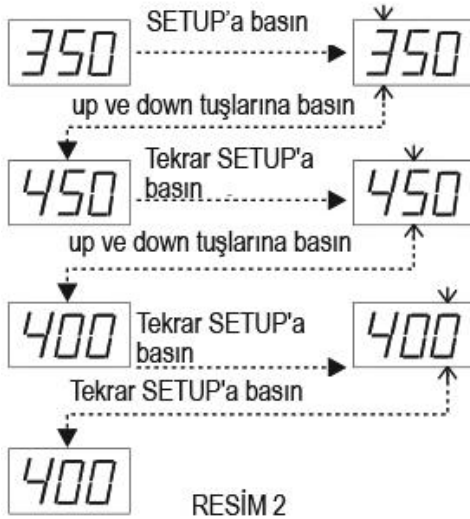 350 SETUP'a basın 350
up ve down tuşlarına basın
450 Tekrar SETUP'a basın 450
up ve down tuşlarına basın
400 Tekrar SETUP'a basın 400
Tekrar SETUP'a basın
400
RESİM 2